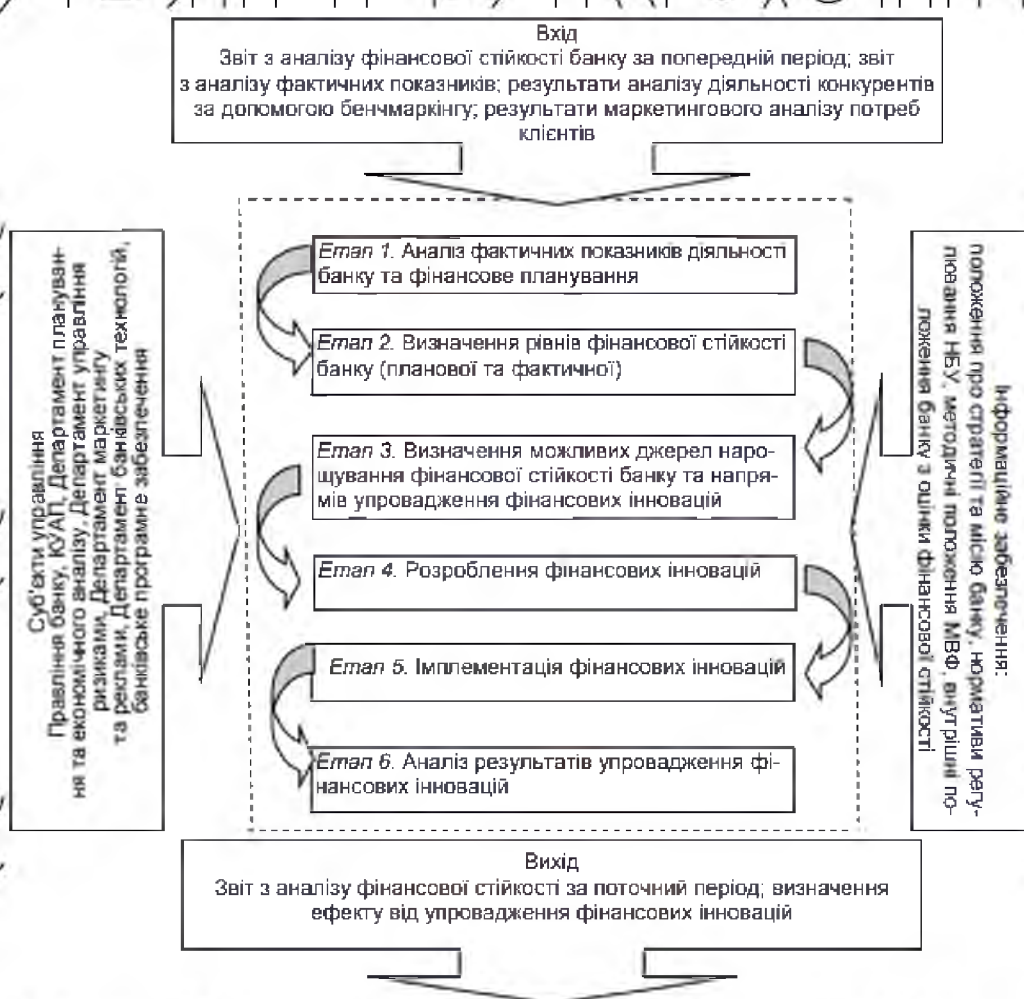 Вхід
Звіт з аналізу фінансової стійкості банку за попередній період; звіт
з аналізу фактичних показників; результати аналізу діяльності конкурентів
за допомогою бенчмаркінгу; результати маркетингового аналізу потреб
клієнтів
Суб'єкти управління
Правління банку, КУАП, Департамент плануван-
ня та економічного аналізу, Департамент управління
ризиками, Департамент маркетингу
та реклами, Департамент банківських технологій,
банківське програмне забезпечення
Етап 1. Аналіз фактичних показників діяльності
банку та фінансове планування
Етап 2. Визначення рівнів фінансової стійкості
банку (планової та фактичної)
Етап 3. Визначення можливих джерел наро-
щування фінансової стійкості банку та напря-
мів упровадження фінансових інновацій
Етап 4. Розроблення фінансових інновацій
Етап 5. Імплементація фінансових інновацій
Етап 6. Аналіз результатів упровадження фі-
нансових інновацій
Інформаційне забезпечення:
положення про стратегії та місію банку, нормативи регу-
лювання НБУ, методичні положення МВФ, внутрішні по-
ложення банку з оцінки фінансової стійкості
Вихід
Звіт з аналізу фінансової стійкості за поточний період; визначення
ефекту від упровадження фінансових інновацій